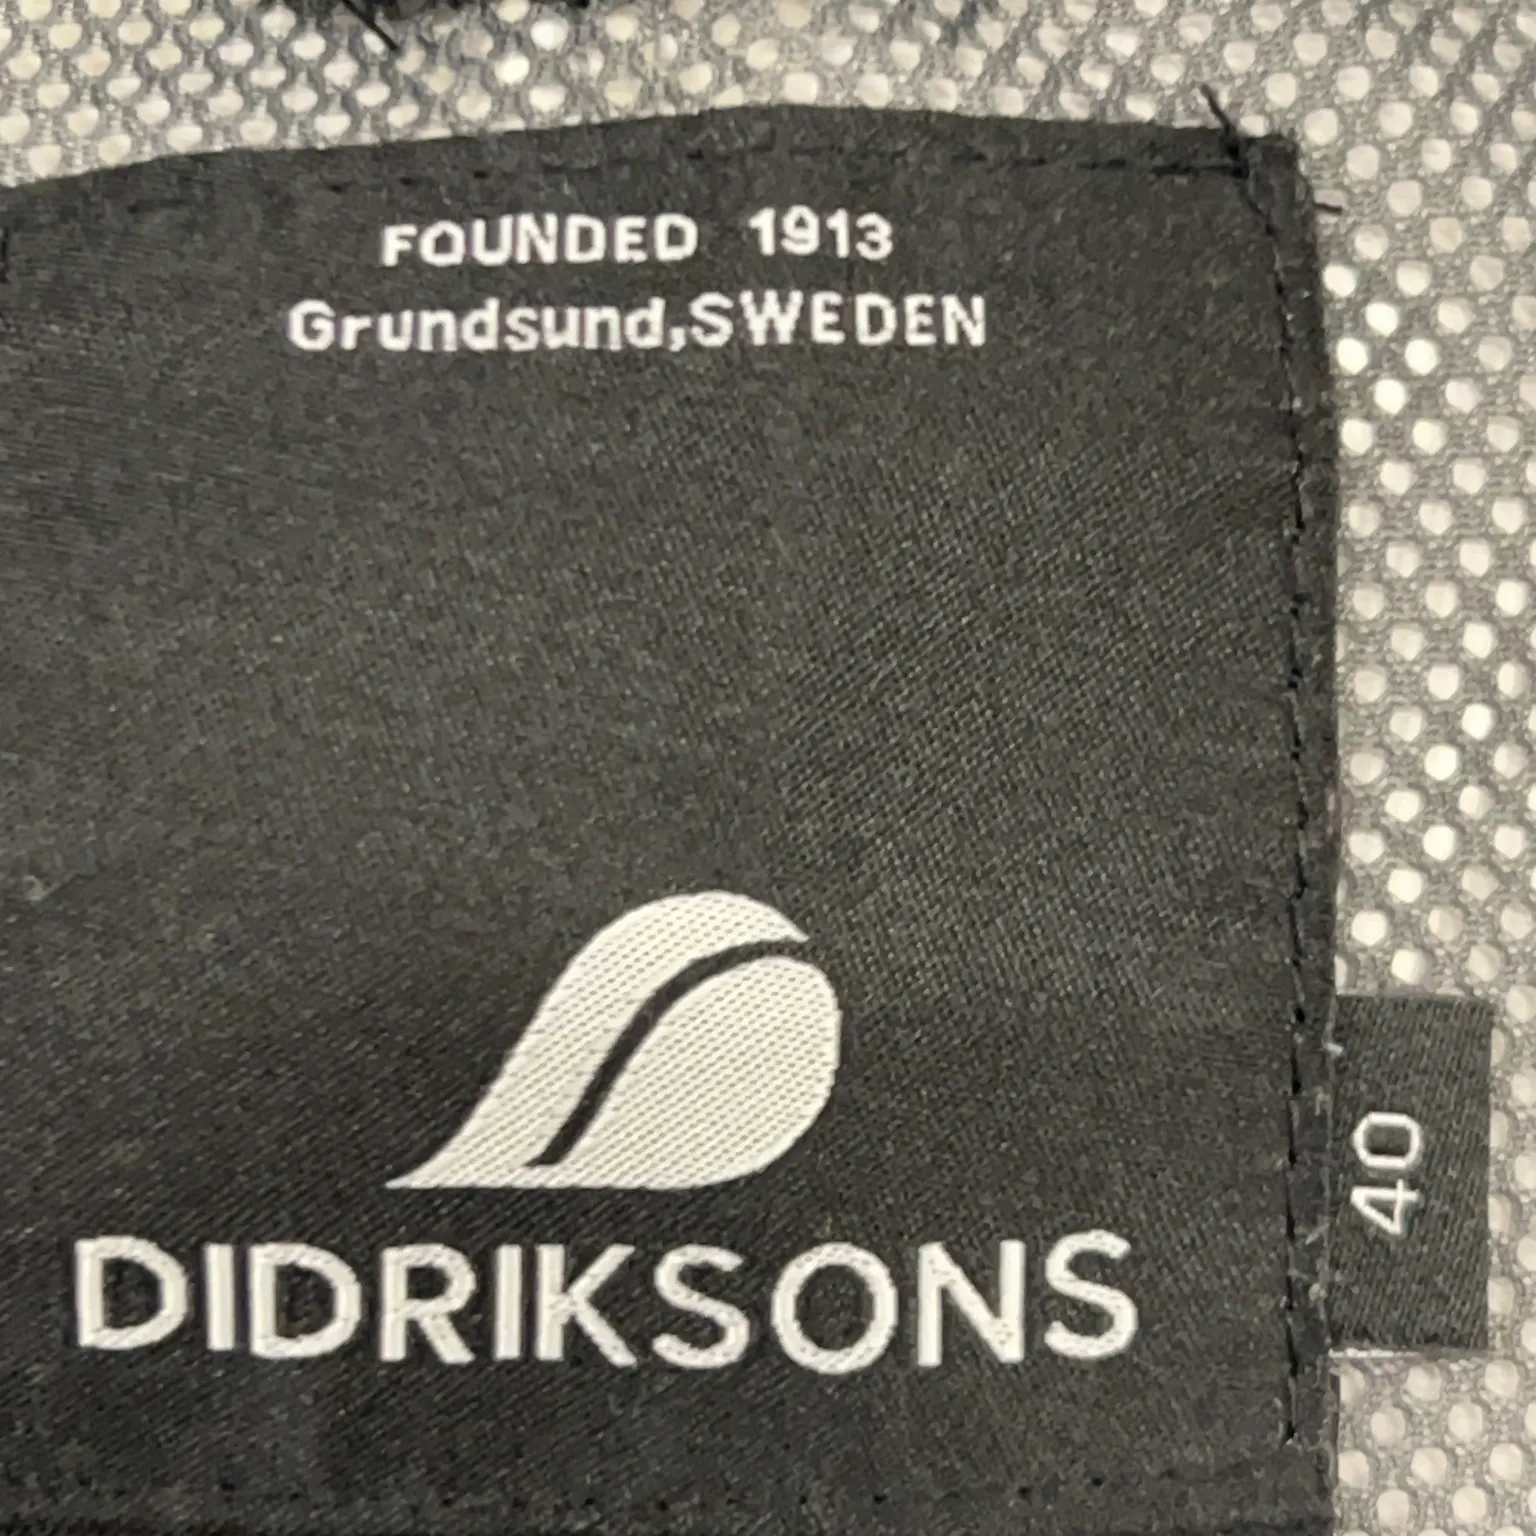 FOUNDED 1913
Grundsund,SWEDEN
DIDRIKSONS
40